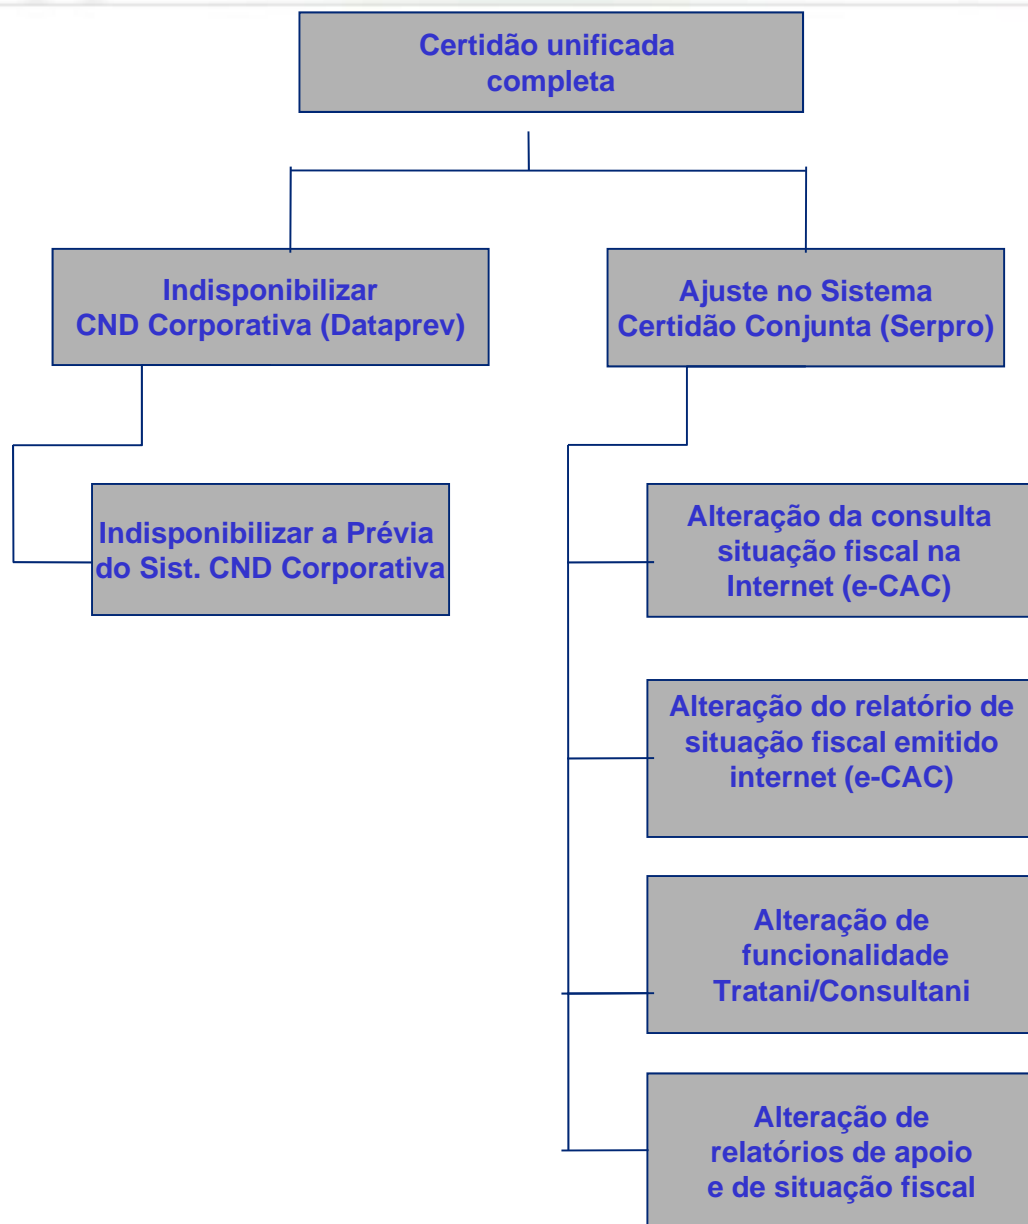 Certidão unificada
completa
Indisponibilizar
CND Corporativa (Dataprev)
Ajuste no Sistema
Certidão Conjunta (Serpro)
Indisponibilizar a Prévia
do Sist. CND Corporativa
Alteração da consulta
situação fiscal na
Internet (e-CAC)
Alteração do relatório de
situação fiscal emitido
internet (e-CAC)
Alteração de
funcionalidade
Tratani/Consultani
Alteração de
relatórios de apoio
e de situação fiscal